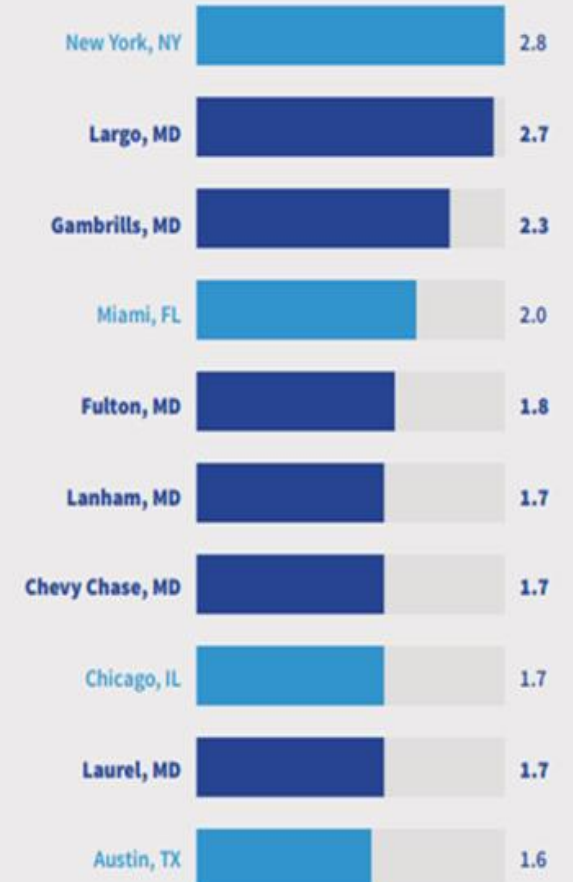 New York, NY 2.8
Largo, MD 2.7
Gambrills, MD 2.3
Miami, FL 2.0
Fulton, MD 1.8
Lanham, MD 1.7
Chevy Chase, MD 1.7
Chicago, IL 1.7
Laurel, MD 1.7
Austin, TX 1.6